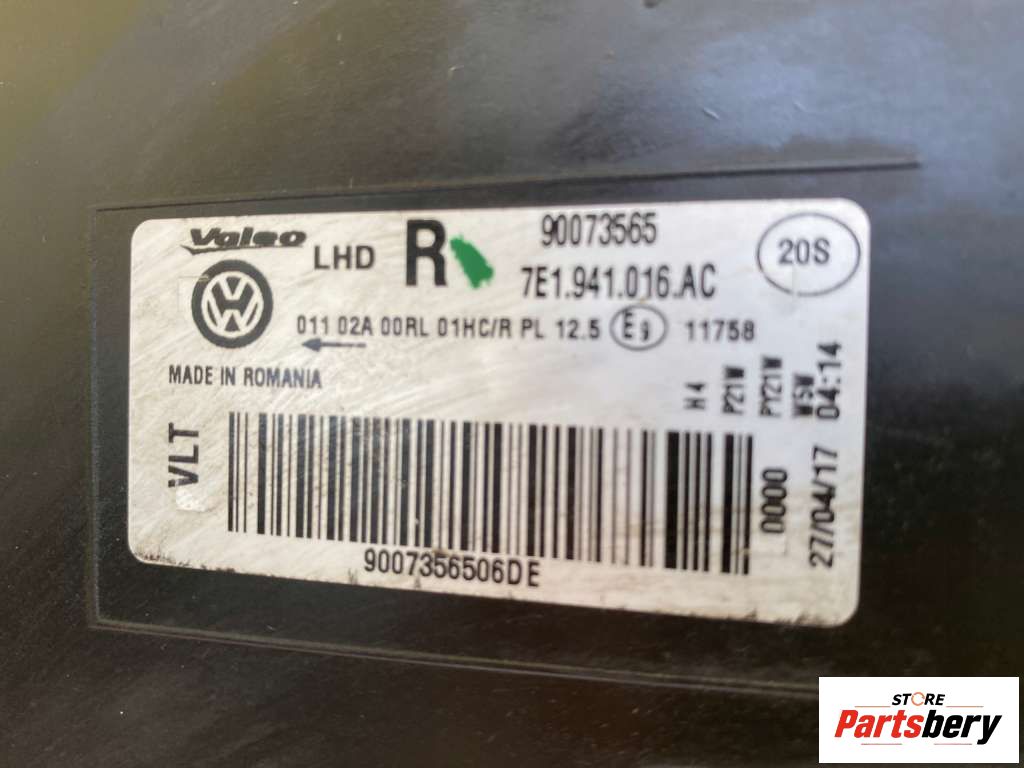 Valeo
LHD
R
90073565
7E1.941.016.AC
20S
011 02A 00RL 01HC/R PL 12.5 E9 11758
MADE IN ROMANIA
VLT
H4
P21W
PY21W
W5W
0000
27/04/17 04:14
9007356506DE
STORE
Partsbery